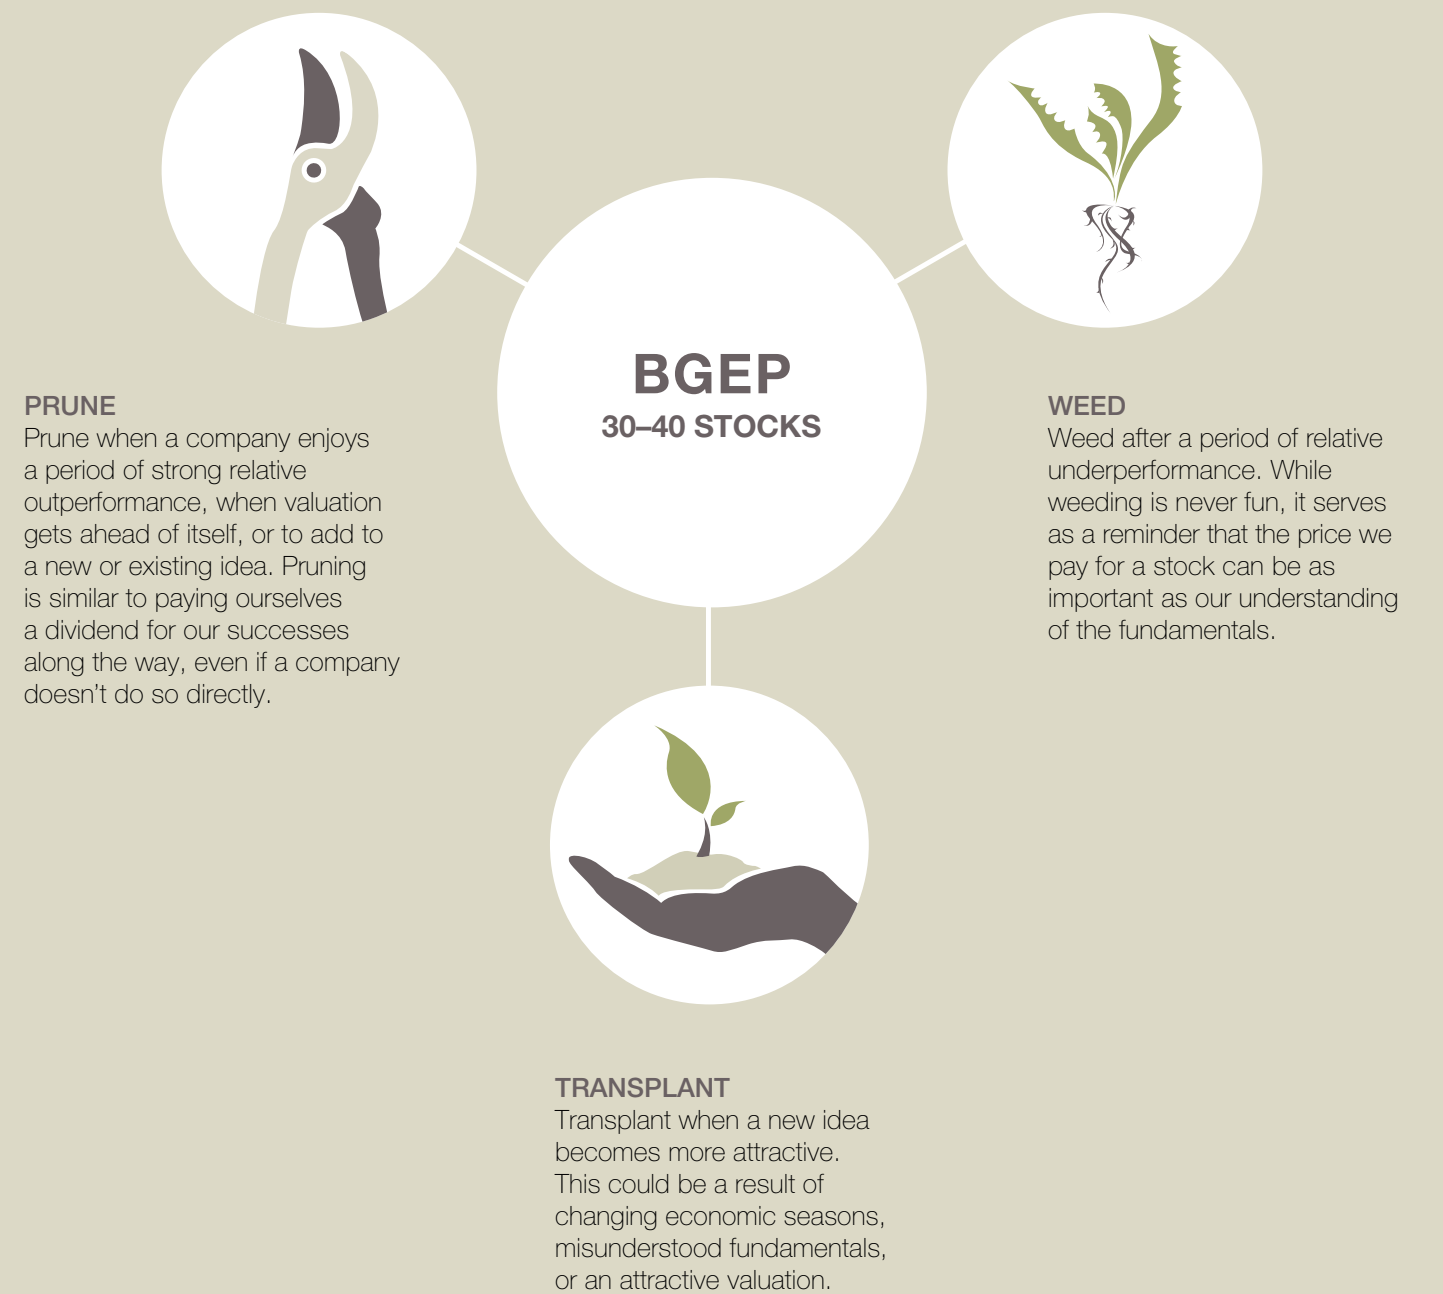 BGEP
30–40 STOCKS
PRUNE
Prune when a company enjoys
a period of strong relative
outperformance, when valuation
gets ahead of itself, or to add to
a new or existing idea. Pruning
is similar to paying ourselves
a dividend for our successes
along the way, even if a company
doesn’t do so directly.
WEED
Weed after a period of relative
underperformance. While
weeding is never fun, it serves
as a reminder that the price we
pay for a stock can be as
important as our understanding
of the fundamentals.
TRANSPLANT
Transplant when a new idea
becomes more attractive.
This could be a result of
changing economic seasons,
misunderstood fundamentals,
or an attractive valuation.